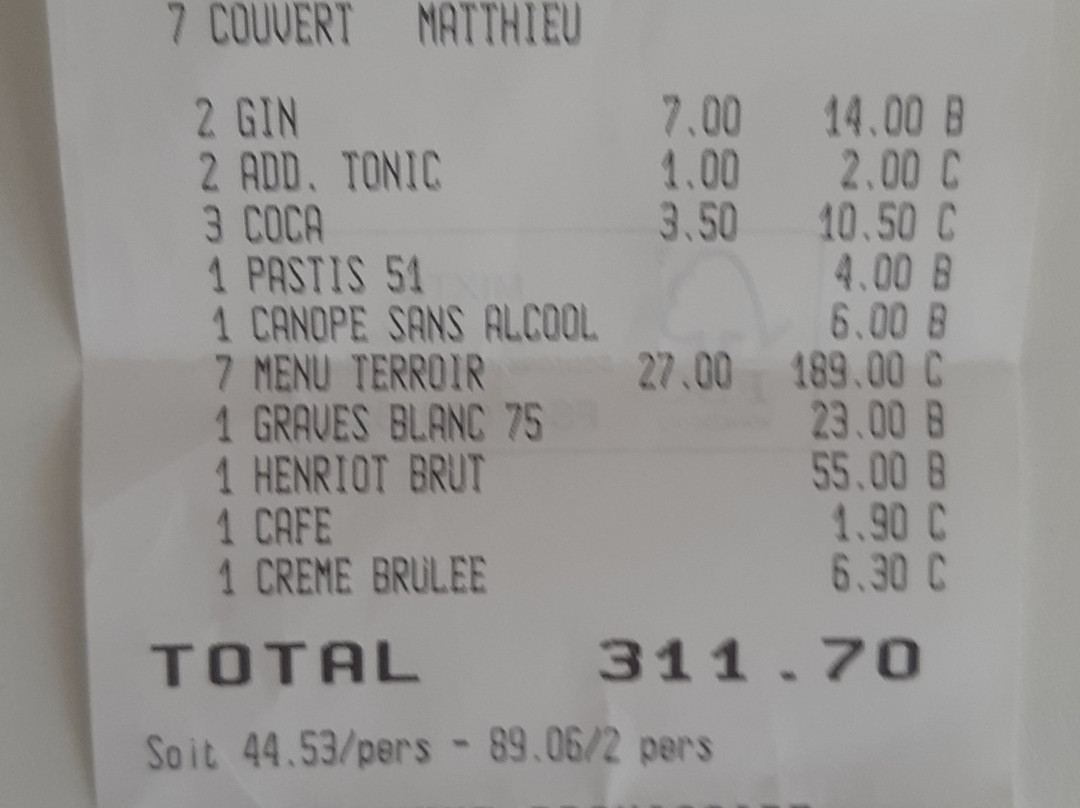 7 COUVERT MATTHIEU
2 GIN 7.00 14.00 B
2 ADD. TONIC 1.00 2.00 C
3 COCA 3.50 10.50 C
1 PASTIS 51 4.00 B
1 CANOPE SANS ALCOOL 6.00 B
7 MENU TERROIR 27.00 189.00 C
1 GRAVES BLANC 75 23.00 B
1 HENRIOT BRUT 55.00 B
1 CAFE 1.90 C
1 CREME BRULEE 6.30 C
TOTAL 311.70
Soit 44.53/pers - 89.06/2 pers